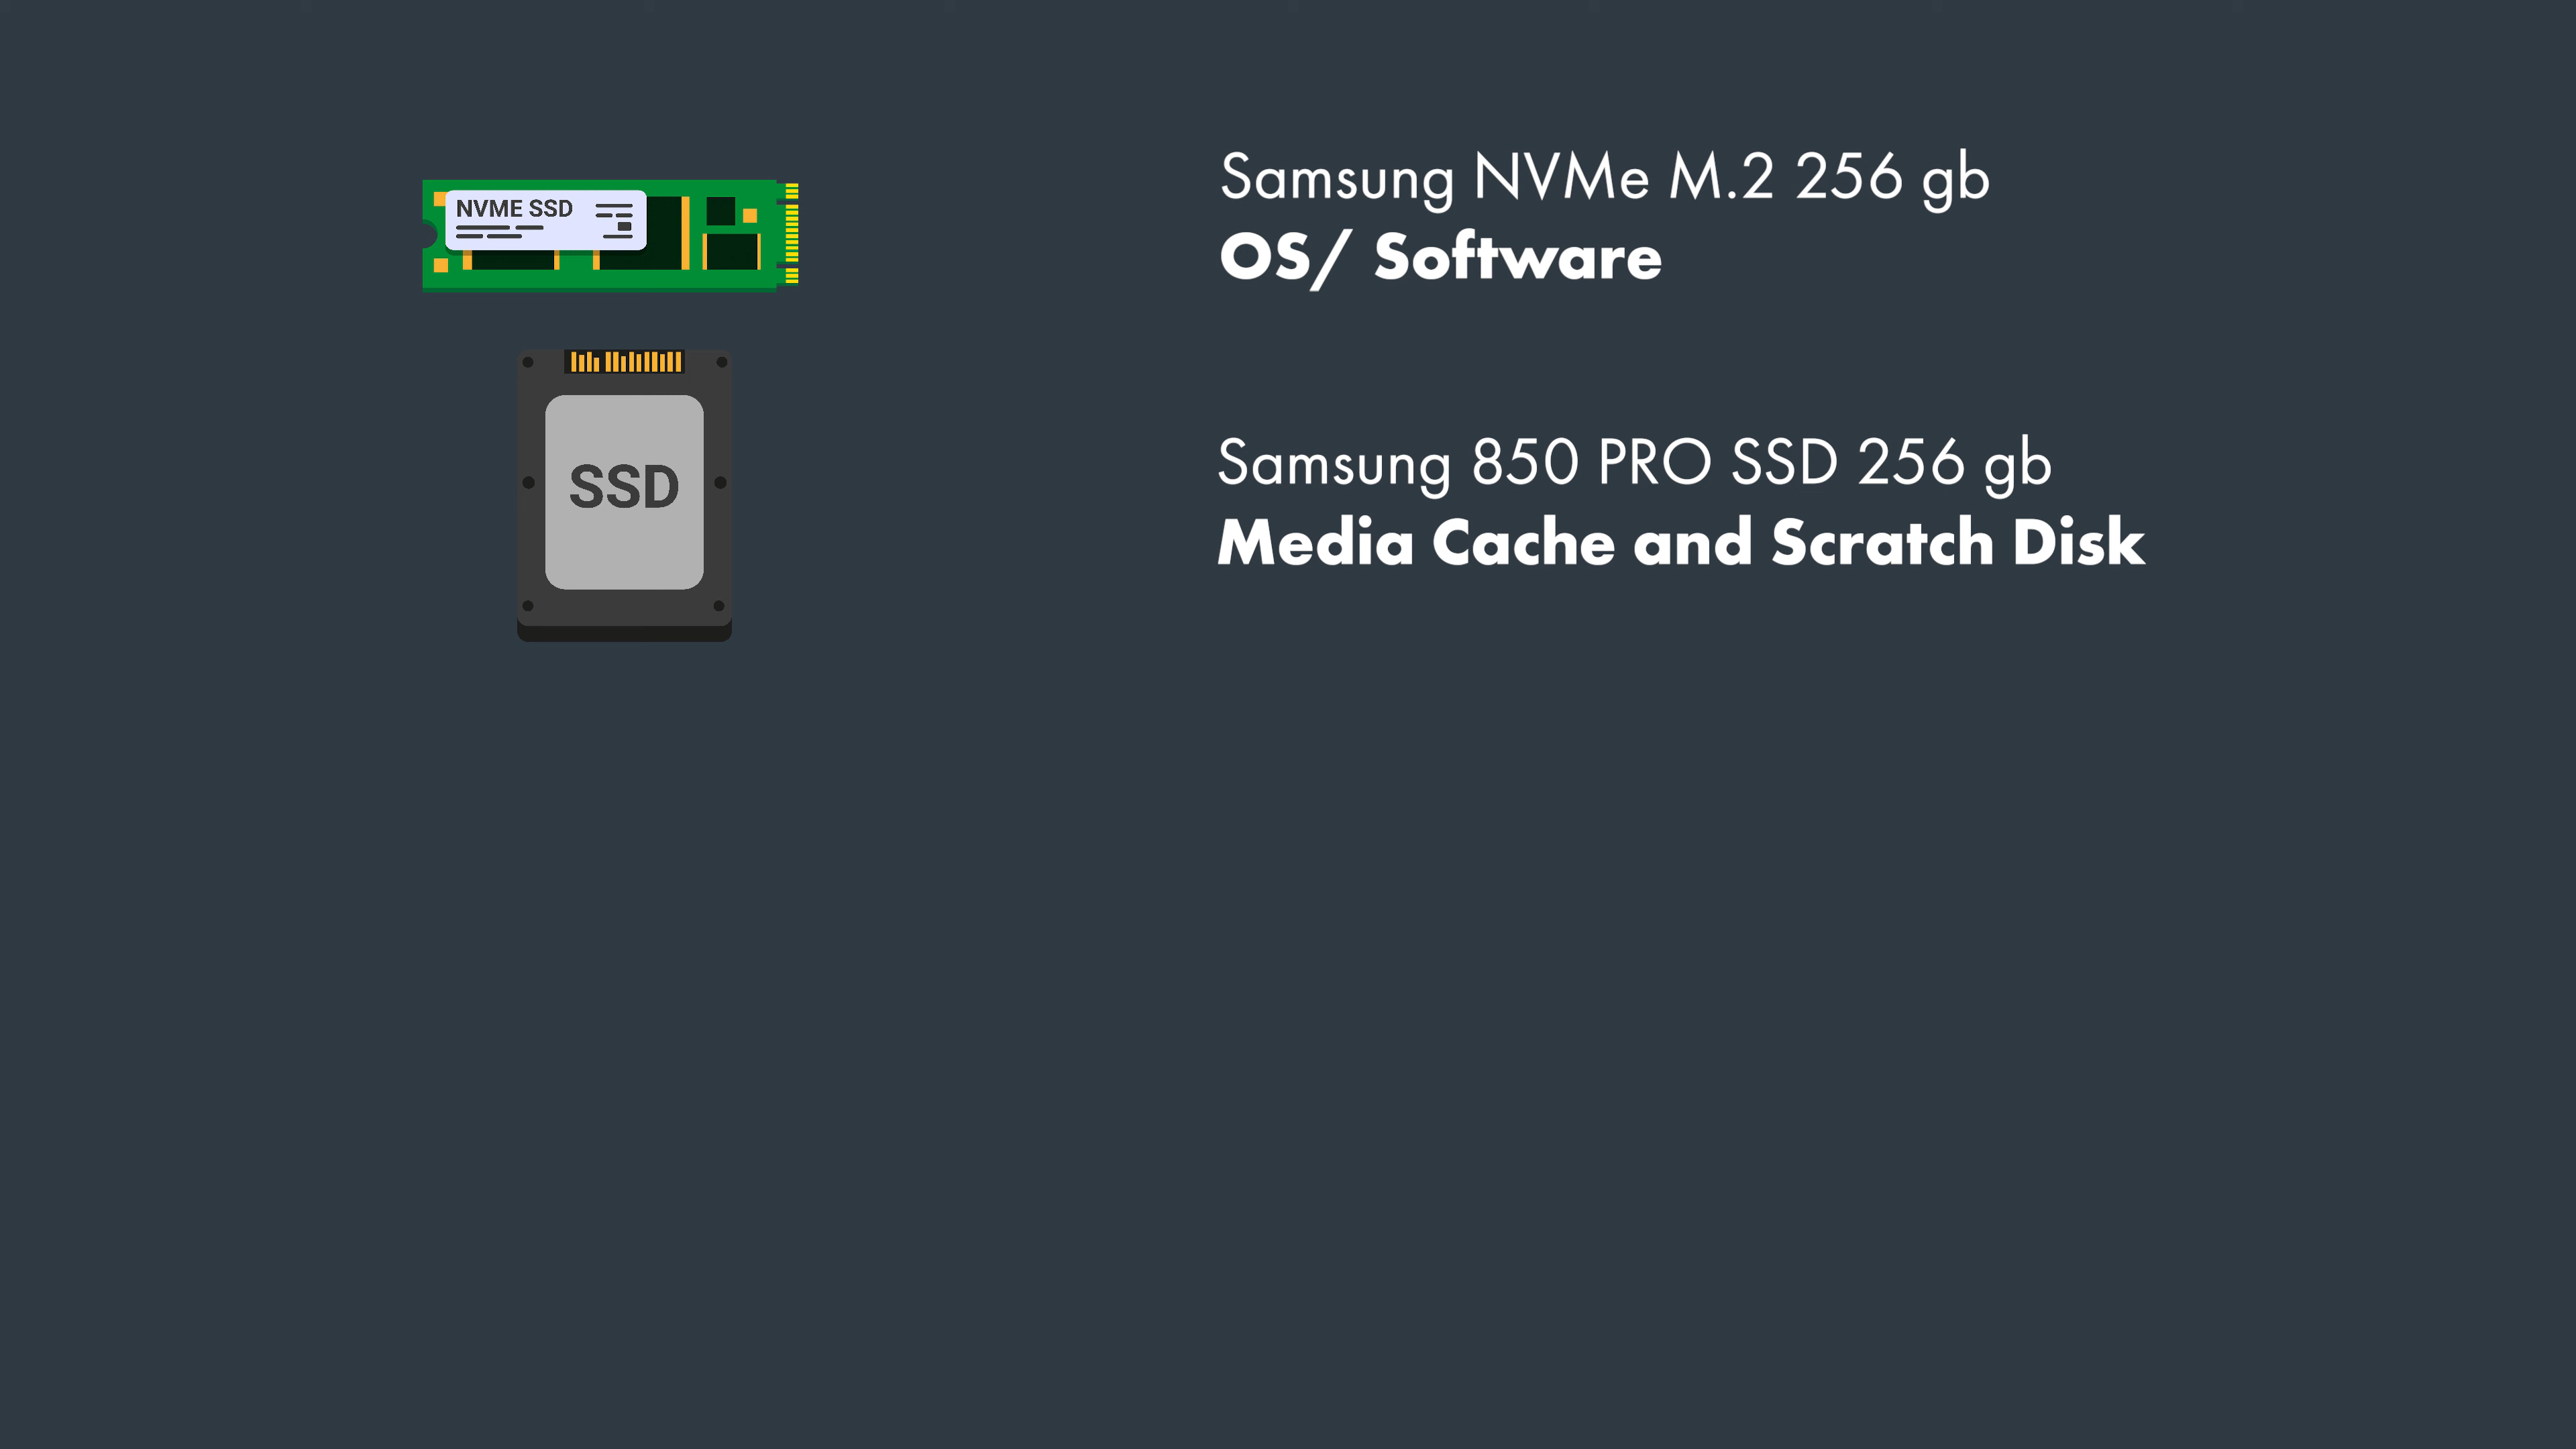 NVME SSD
Samsung NVMe M.2 256 gb
OS/ Software
SSD
Samsung 850 PRO SSD 256 gb
Media Cache and Scratch Disk